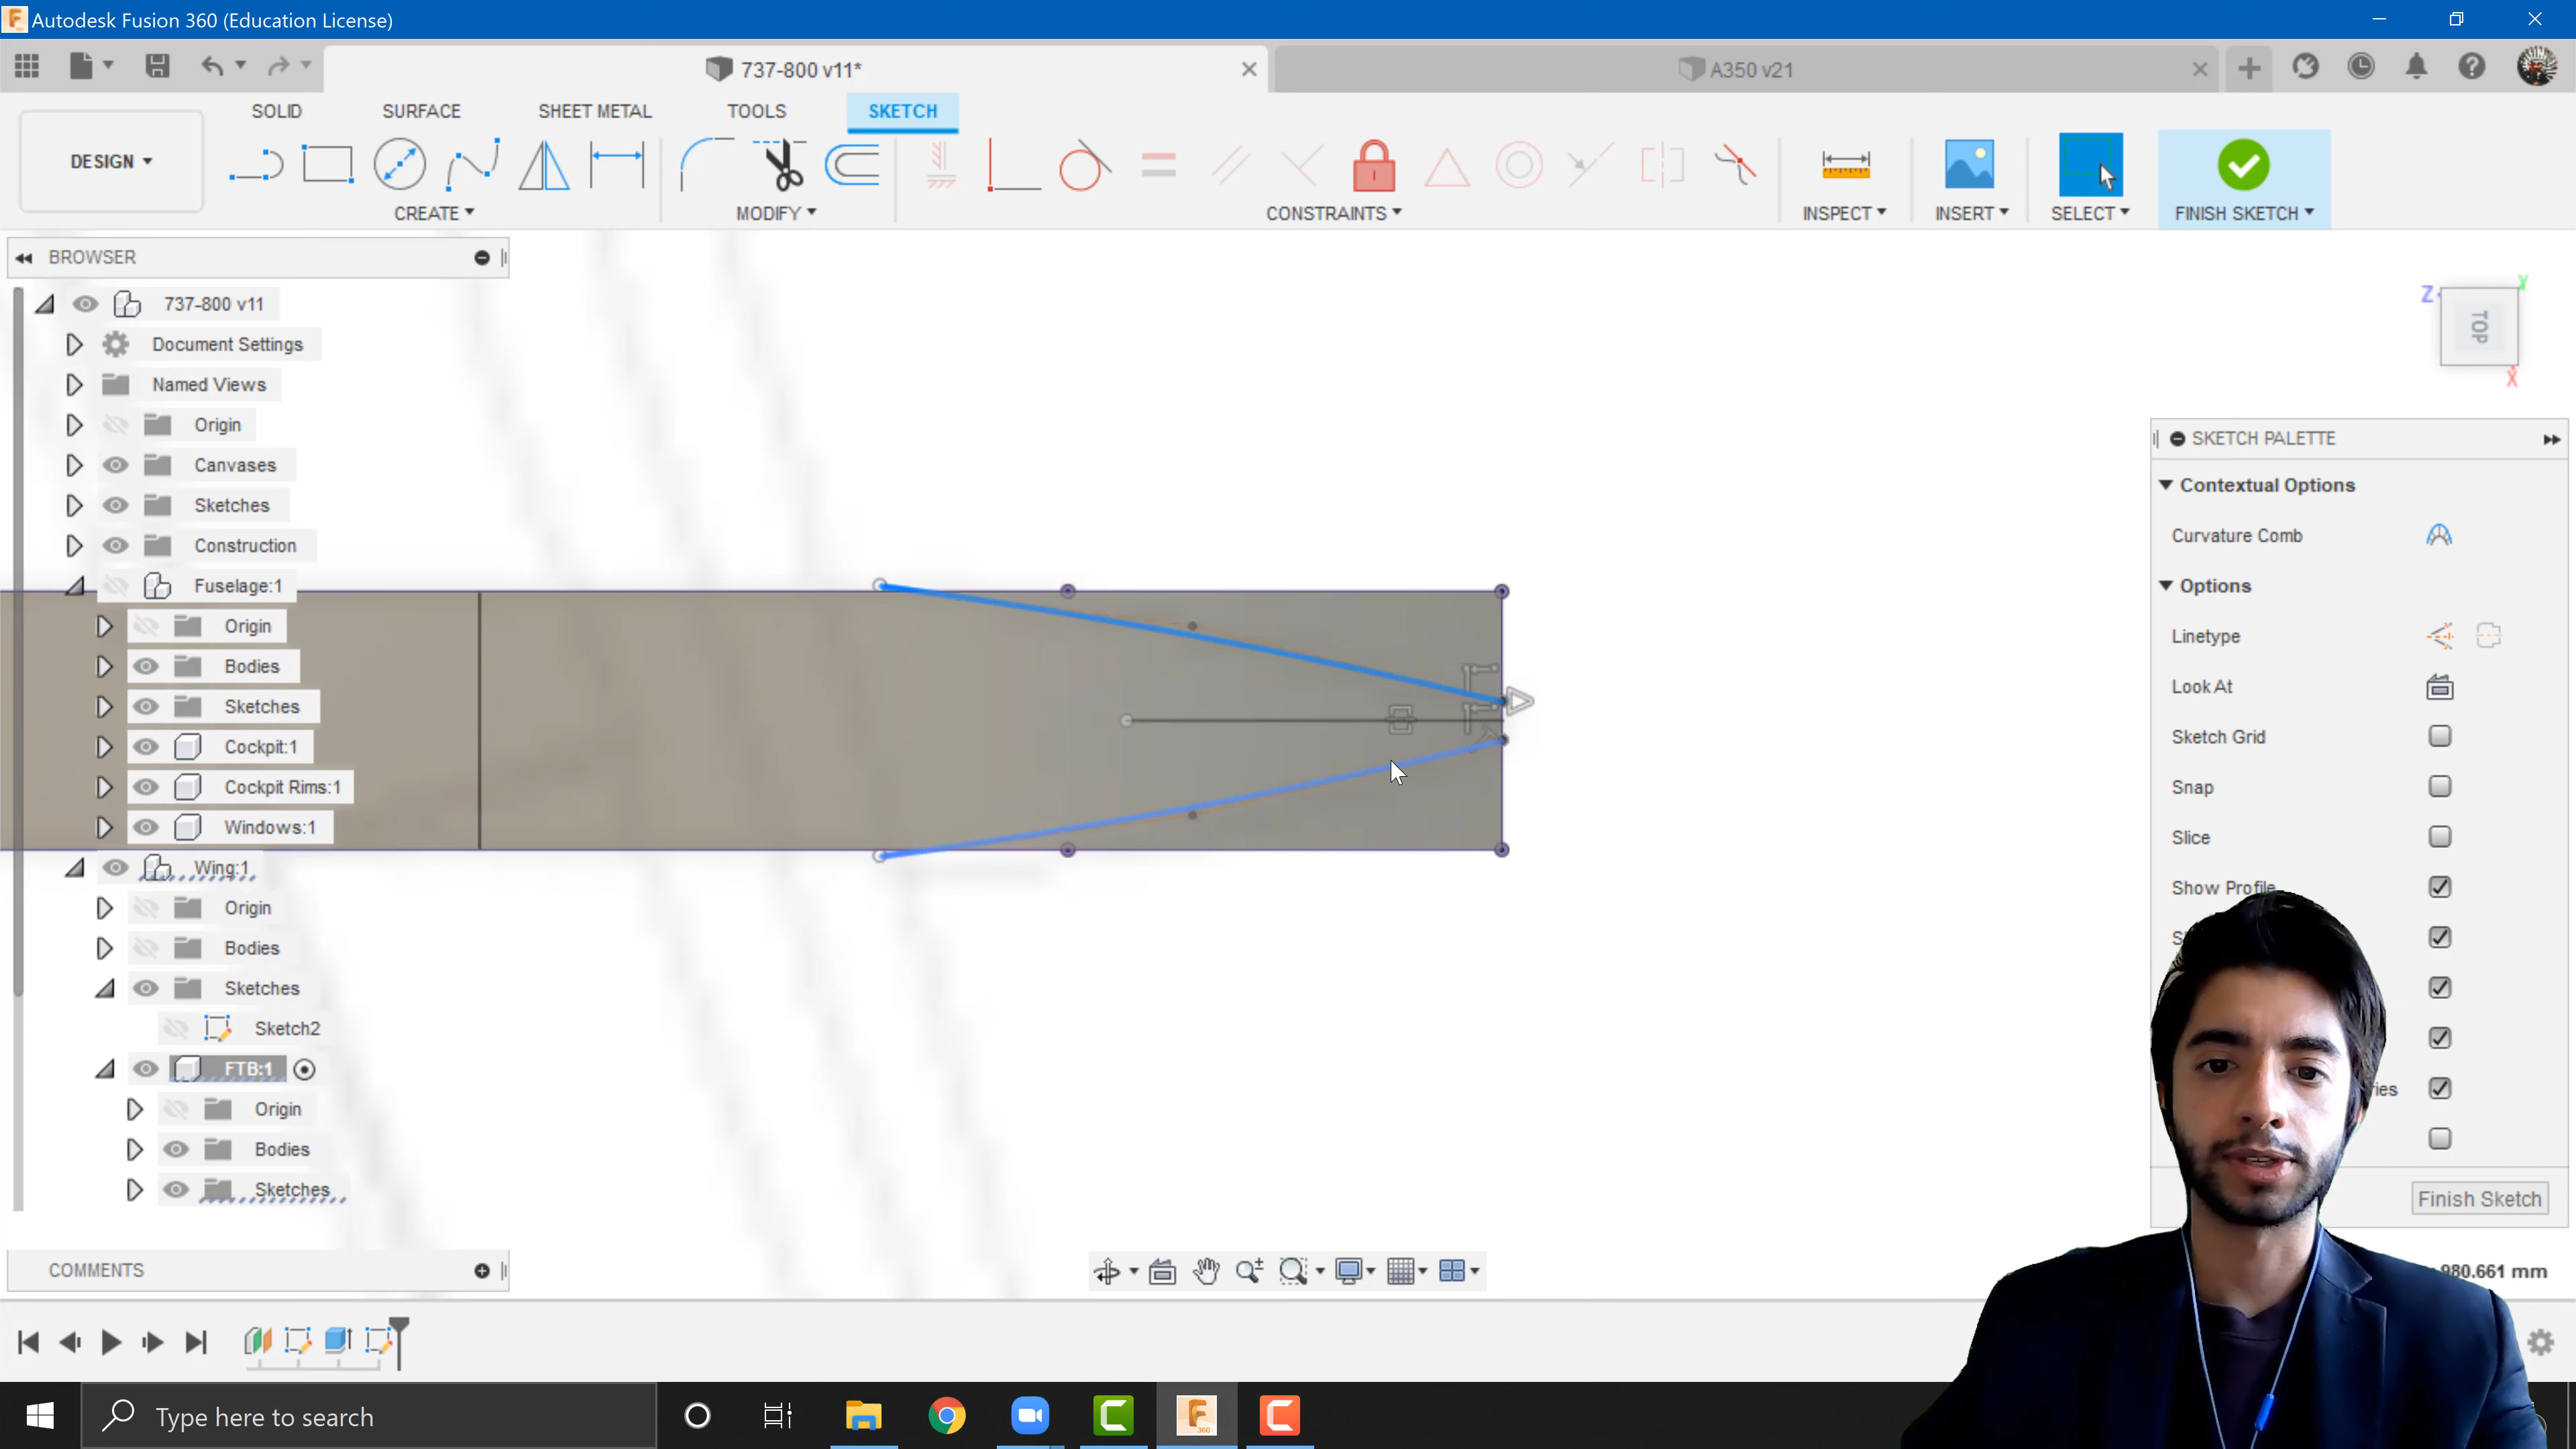 Autodesk Fusion 360 (Education License)
737-800 v11*
A350 v21
SOLID
SURFACE
SHEET METAL
TOOLS
SKETCH
DESIGN
CREATE
MODIFY
CONSTRAINTS
INSPECT
INSERT
SELECT
FINISH SKETCH
BROWSER
737-800 v11
Document Settings
Named Views
Origin
Canvases
Sketches
Construction
Fuselage:1
Origin
Bodies
Sketches
Cockpit:1
Cockpit Rims:1
Windows:1
Wing:1
Origin
Bodies
Sketches
Sketch2
FTB:1
Origin
Bodies
Sketches
COMMENTS
Z
Y
TOP
X
SKETCH PALETTE
Contextual Options
Curvature Comb
Options
Linetype
Look At
Sketch Grid
Snap
Slice
Show Profile
ries
Finish Sketch
980.661 mm
Type here to search